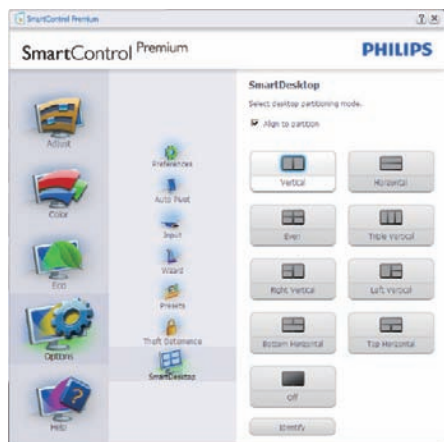 SmartControl Premium
SmartControl Premium
PHILIPS
Adjust
Color
Eco
Options
Help
Preferences
Auto Pivot
Input
Wizard
Presets
Theft Deterrence
SmartDesktop
SmartDesktop
Select desktop partitioning mode.
Align to partition
Vertical
Horizontal
Even
Triple Vertical
Right Vertical
Left Vertical
Bottom Horizontal
Top Horizontal
Off
Identify